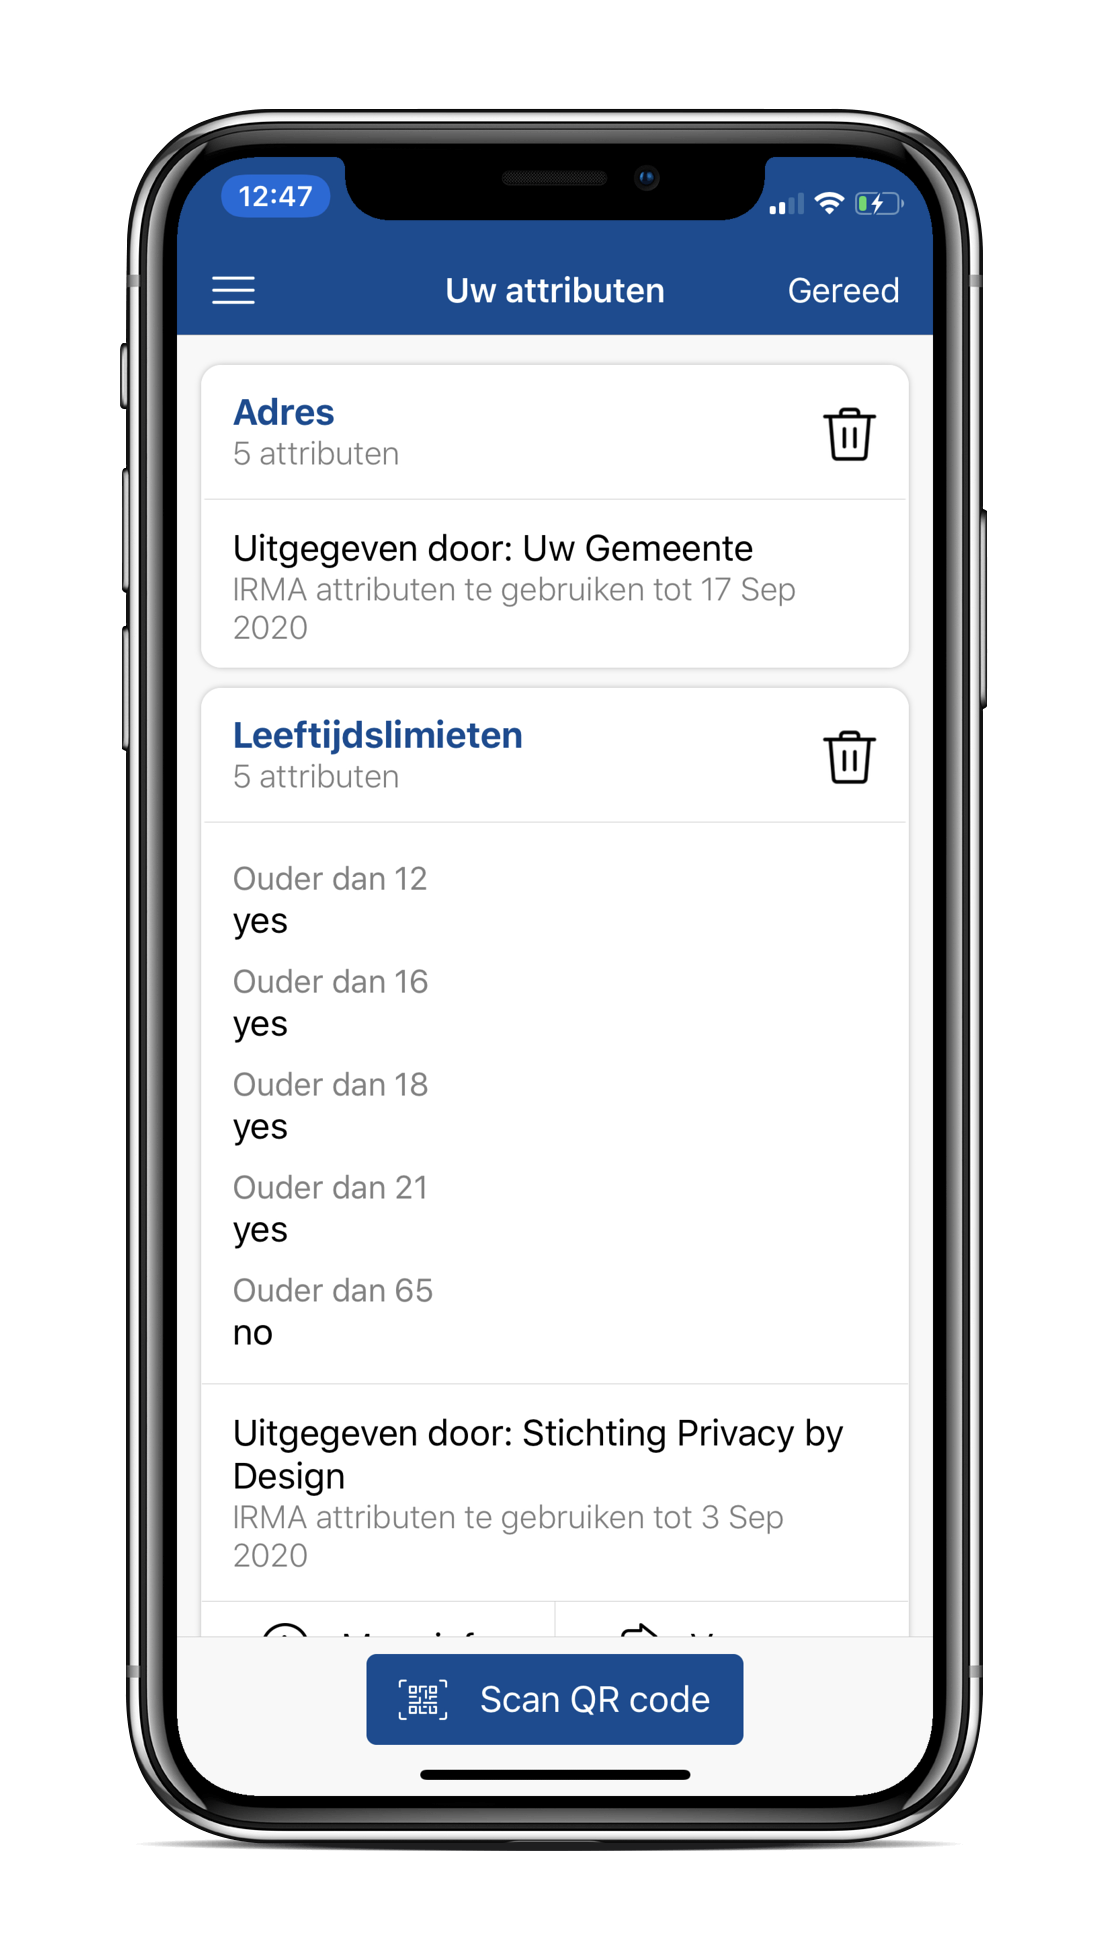 12:47
Uw attributen
Gereed
Adres
5 attributen
Uitgegeven door: Uw Gemeente
IRMA attributen te gebruiken tot 17 Sep
2020
Leeftijdslimieten
5 attributen
Ouder dan 12
yes
Ouder dan 16
yes
Ouder dan 18
yes
Ouder dan 21
yes
Ouder dan 65
no
Uitgegeven door: Stichting Privacy by
Design
IRMA attributen te gebruiken tot 3 Sep
2020
Scan QR code